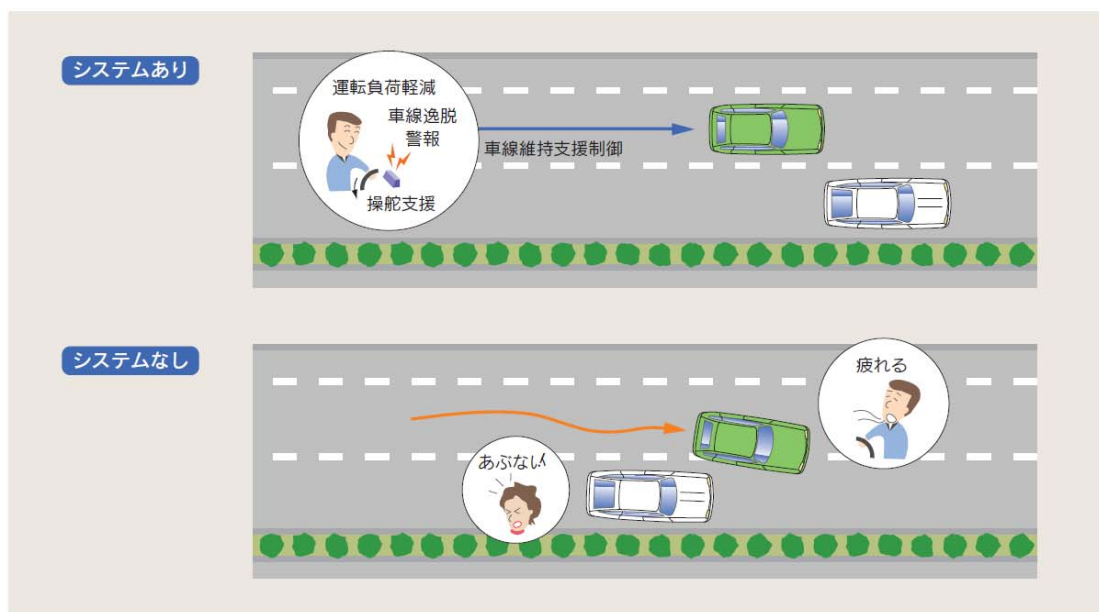 システムあり
運転負荷軽減
車線逸脱
警報
操舵支援
車線維持支援制御
システムなし
疲れる
あぶない!